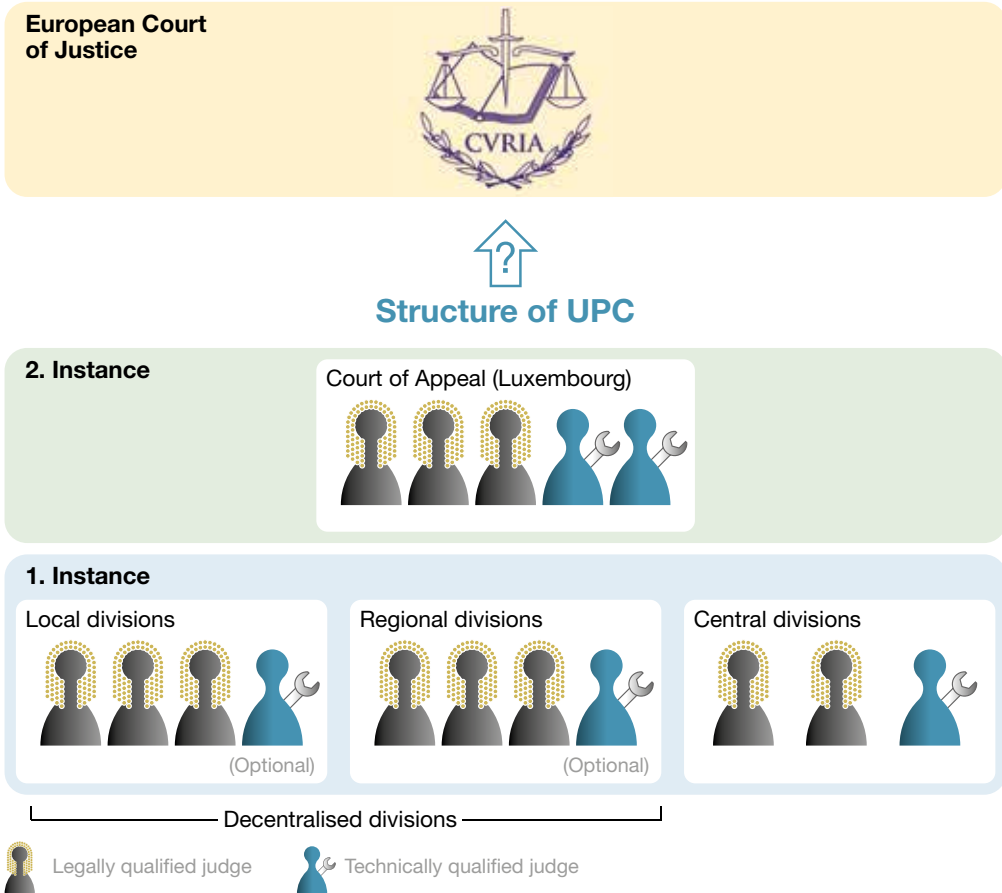 European Court
of Justice
CVRIA
?
Structure of UPC
2. Instance
Court of Appeal (Luxembourg)
1. Instance
Local divisions
Regional divisions
Central divisions
(Optional)
(Optional)
Decentralised divisions
Legally qualified judge
Technically qualified judge